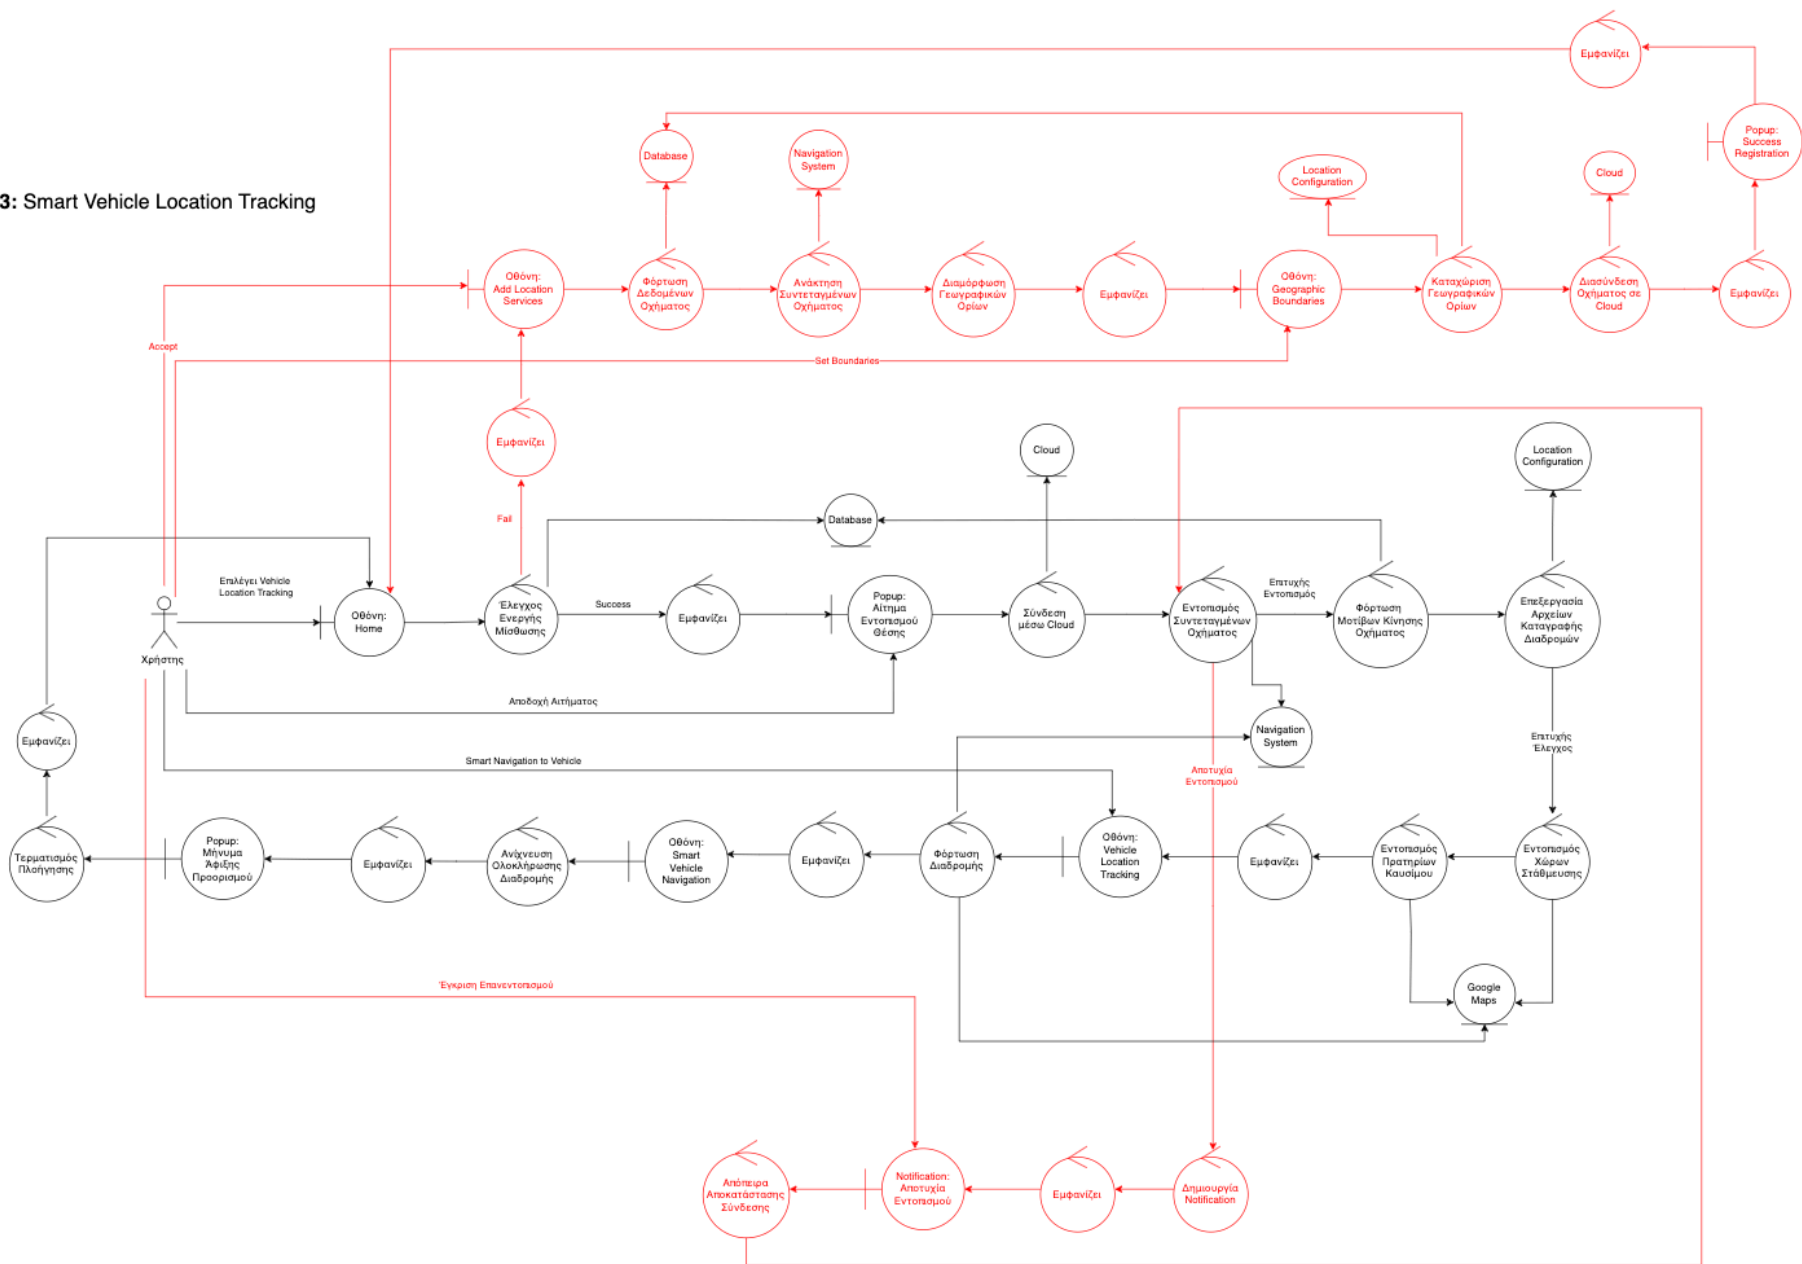 Εμφανίζει
Popup:
Success
Registration
Database
Navigation
System
Location
Configuration
Cloud
3: Smart Vehicle Location Tracking
Οθόνη:
Add Location
Services
Φόρτωση
Δεδομένων
Οχήματος
Ανάκτηση
Συντεταγμένων
Οχήματος
Διαμόρφωση
Γεωγραφικών
Ορίων
Εμφανίζει
Οθόνη:
Geographic
Boundaries
Καταχώριση
Γεωγραφικών
Ορίων
Διασύνδεση
Οχήματος σε
Cloud
Εμφανίζει
Accept
Set Boundaries
Εμφανίζει
Fail
Cloud
Location
Configuration
Database
Επιλέγει Vehicle
Location Tracking
Χρήστης
Οθόνη:
Home
Έλεγχος
Ενεργής
Μίσθωσης
Success
Εμφανίζει
Popup:
Αίτημα
Εντοπισμού
Θέσης
Σύνδεση
μέσω Cloud
Εντοπισμός
Συντεταγμένων
Οχήματος
Επιτυχής
Εντοπισμός
Φόρτωση
Μοτίβων Κίνησης
Οχήματος
Επεξεργασία
Αρχείων
Καταγραφής
Διαδρομών
Αποδοχή Αιτήματος
Εμφανίζει
Navigation
System
Επιτυχής
Έλεγχος
Smart Navigation to Vehicle
Αποτυχία
Εντοπισμού
Τερματισμός
Πλοήγησης
Popup:
Μήνυμα
Άφιξης
Προορισμού
Εμφανίζει
Ανίχνευση
Ολοκλήρωσης
Διαδρομής
Οθόνη:
Smart
Vehicle
Navigation
Εμφανίζει
Φόρτωση
Διαδρομής
Οθόνη:
Vehicle
Location
Tracking
Εμφανίζει
Εντοπισμός
Πρατηρίων
Καυσίμου
Εντοπισμός
Χώρων
Στάθμευσης
Έγκριση Επανεντοπισμού
Google
Maps
Απόπειρα
Αποκατάστασης
Σύνδεσης
Notification:
Αποτυχία
Εντοπισμού
Εμφανίζει
Δημιουργία
Notification